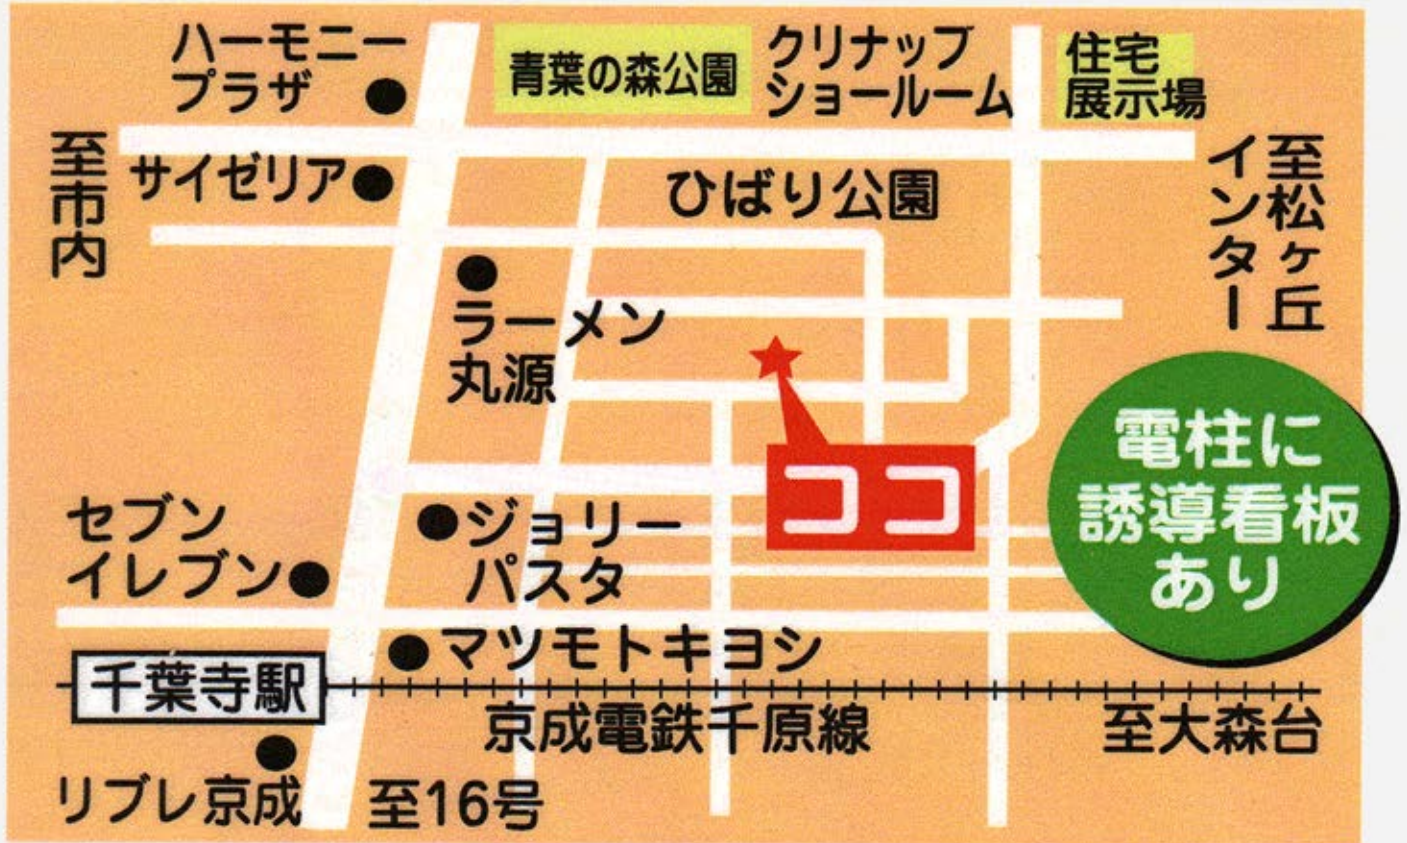 ハーモニー
プラザ
青葉の森公園
クリナップ
ショールーム
住宅
展示場
至市内
サイゼリア
ひばり公園
至松ヶ丘
インター
ラーメン
丸源
ココ
電柱に
誘導看板
あり
セブン
イレブン
ジョリー
パスタ
マツモトキヨシ
千葉寺駅
京成電鉄千原線
至大森台
リブレ京成
至16号